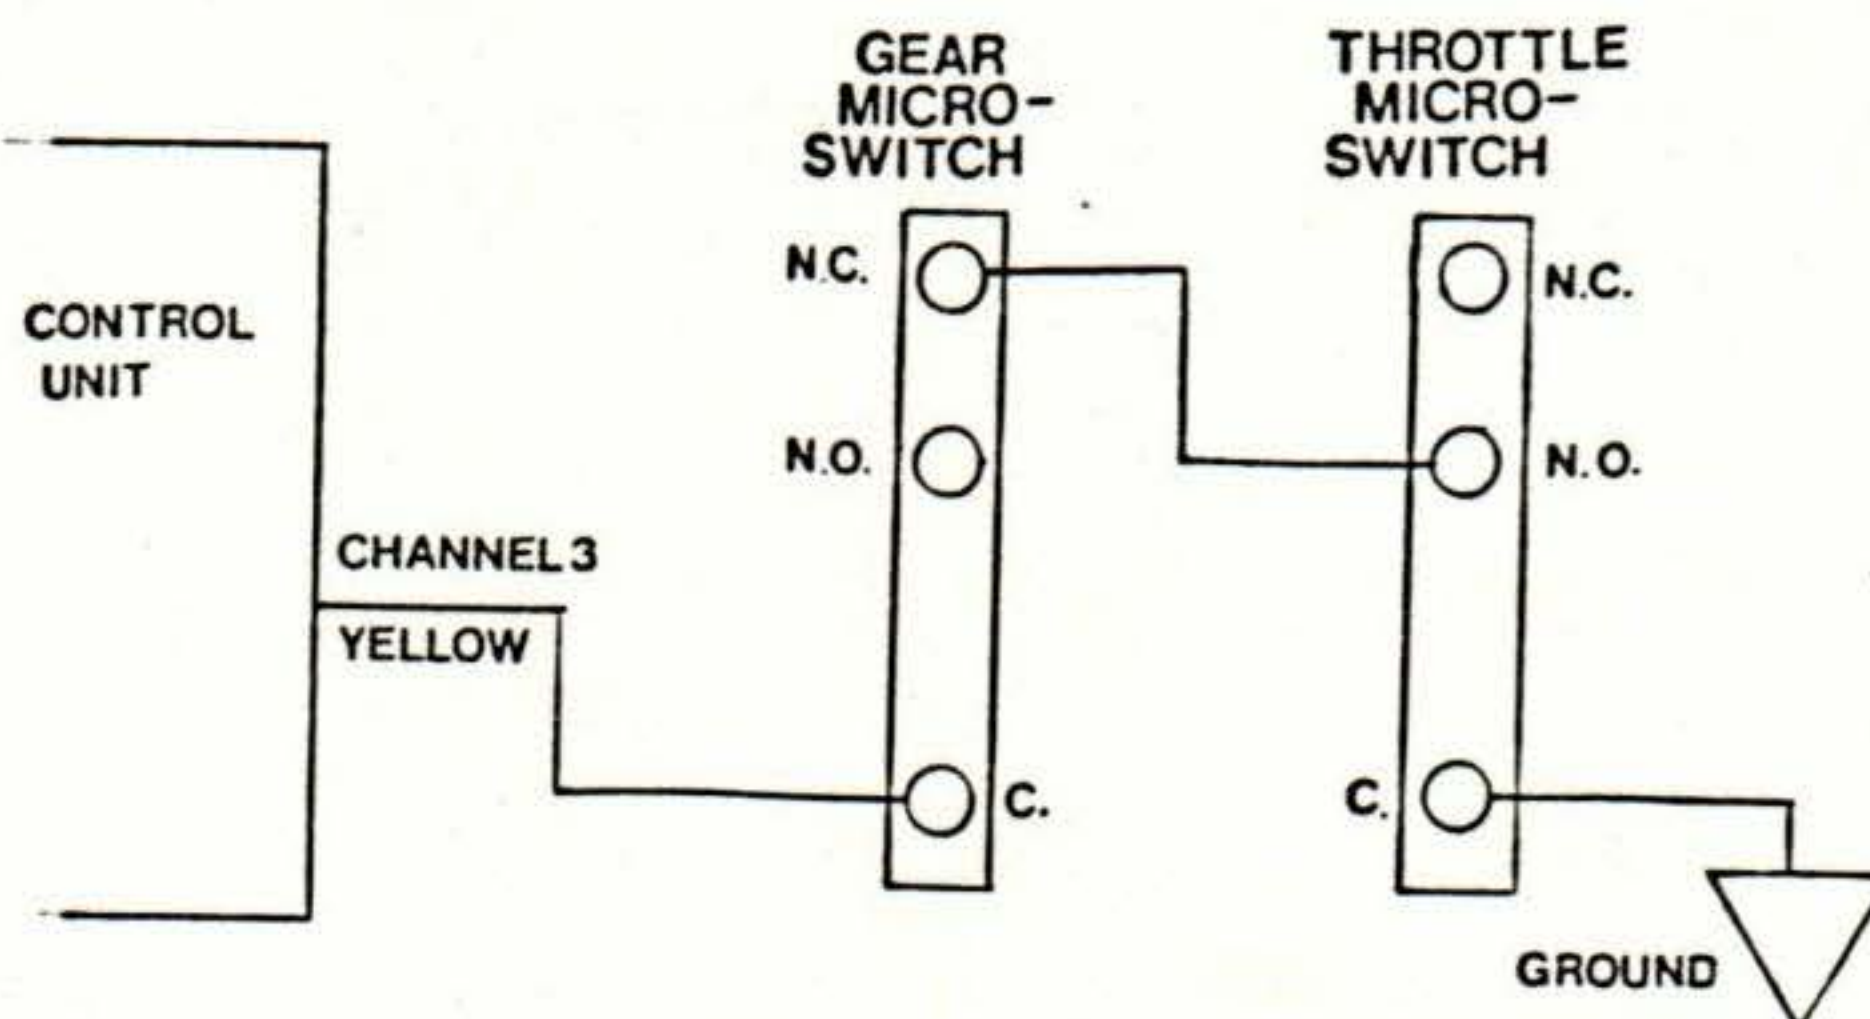 GEAR
MICRO-
SWITCH
THROTTLE
MICRO-
SWITCH
N.C.
N.C.
CONTROL
UNIT
N.O.
N.O.
CHANNEL 3
YELLOW
C.
C.
GROUND